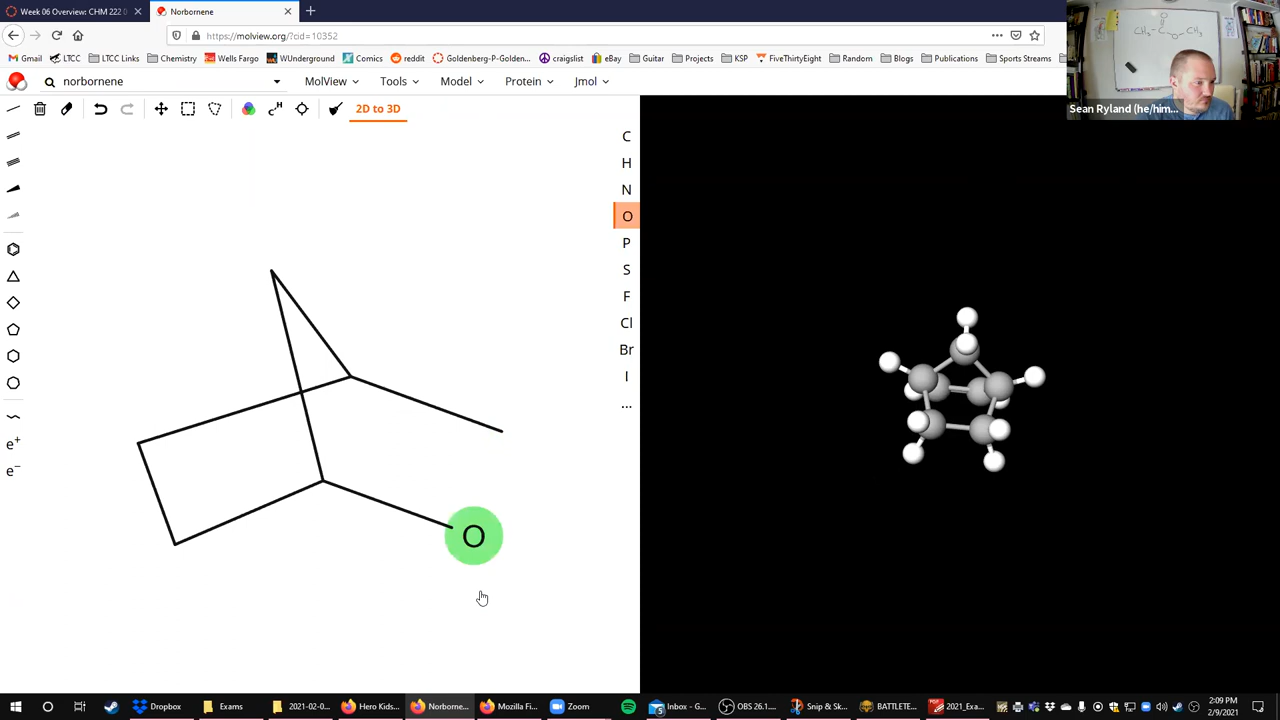 Week 06 Overview: CHM 222 0
Norbornene
https://molview.org/?cid=10352
Gmail LTCC LTCC Links Chemistry Wells Fargo WUnderground Comics reddit Goldenberg-P-Golden... craigslist eBay Guitar Projects KSP FiveThirtyEight Random Blogs Publications Sports Streams
norbornene MolView Tools Model Protein Jmol
2D to 3D
C
H
N
O
P
S
F
Cl
Br
I
...
e+
e−
O
O
C
CH3
O
CH3
Sean Ryland (he/him...
Dropbox Exams 2021-02-0... Hero Kids... Norborne... Mozilla Fi... Zoom Inbox - G... OBS 26.1.... Snip & Sk... BATTLETE... 2021_Exa...
2:09 PM
2/9/2021